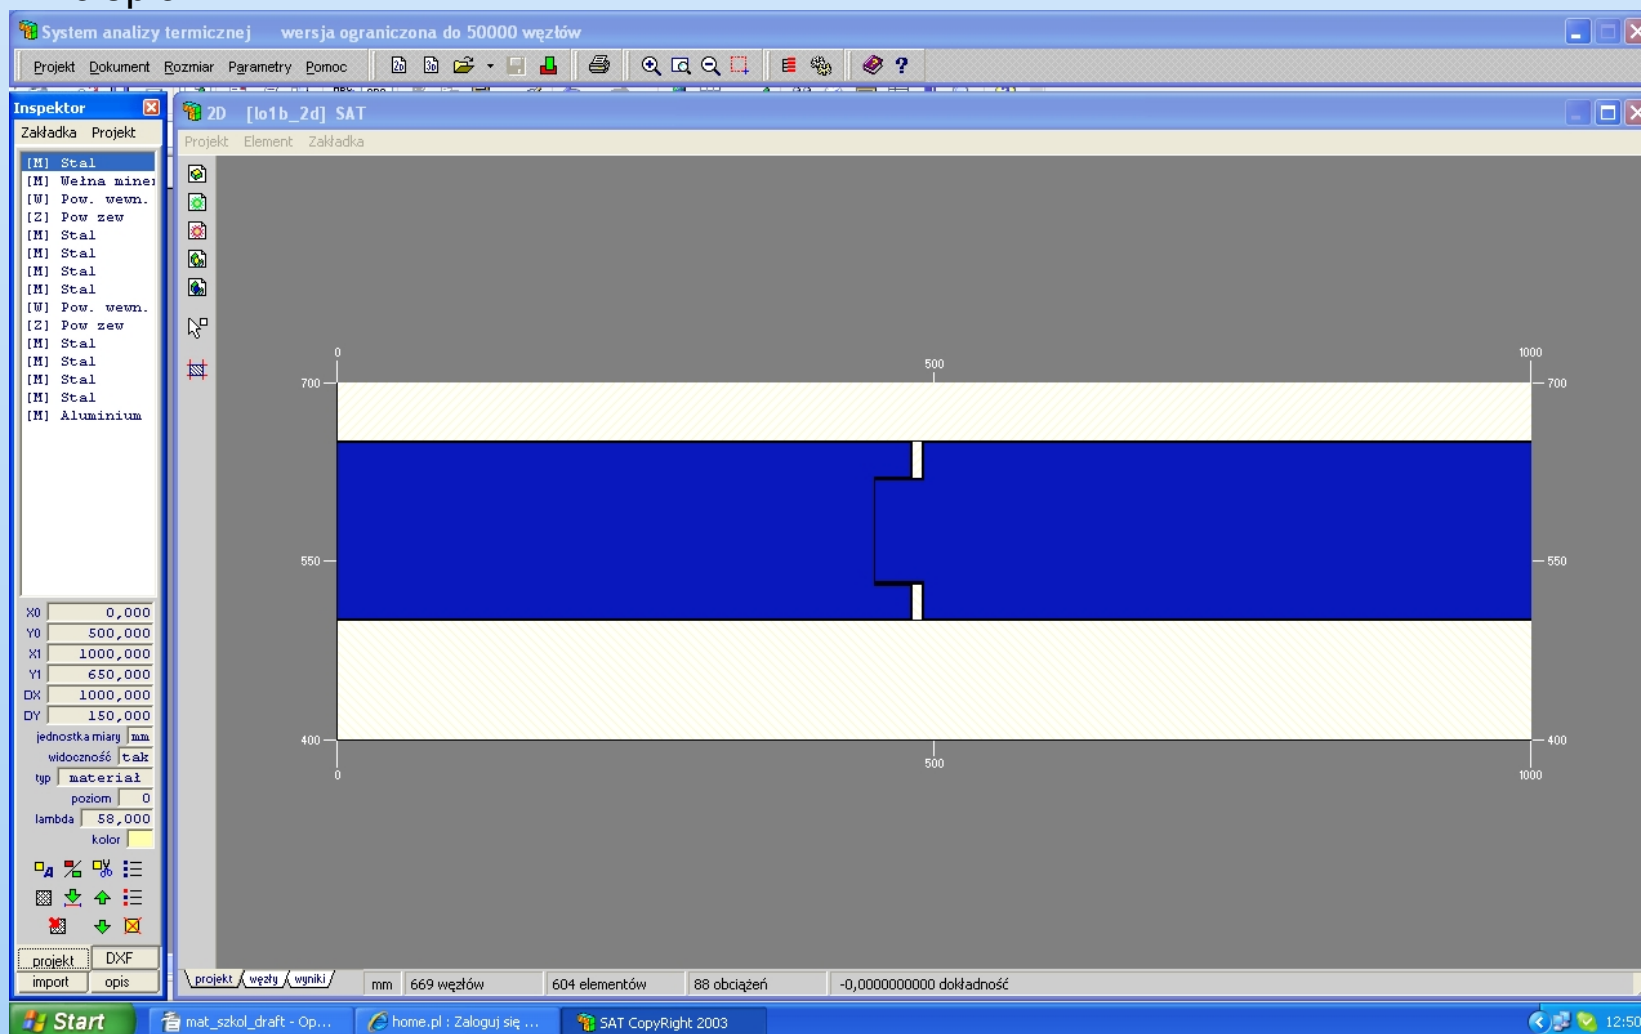 System analizy termicznej wersja ograniczona do 50000 węzłów
Projekt Dokument Rozmiar Parametry Pomoc
Inspektor
Zakładka Projekt
2D [lo1b_2d] SAT
Projekt Element Zakładka
[M] Stal
[M] Wełna miner
[W] Pow. wewn.
[Z] Pow zew
[M] Stal
[M] Stal
[M] Stal
[M] Stal
[W] Pow. wewn.
[Z] Pow zew
[M] Stal
[M] Stal
[M] Stal
[M] Stal
[M] Aluminium
X0 0,000
Y0 500,000
X1 1000,000
Y1 650,000
DX 1000,000
DY 150,000
jednostka miary mm
widoczność tak
typ materiał
poziom 0
lambda 58,000
kolor
projekt DXF
import opis
0 500 1000
700 700
550 550
400 400
0 500 1000
projekt węzły wyniki mm 669 węzłów 604 elementów 88 obciążeń -0,0000000000 dokładność
Start mat_szkol_draft - Op... home.pl : Zaloguj się ... SAT CopyRight 2003 12:50